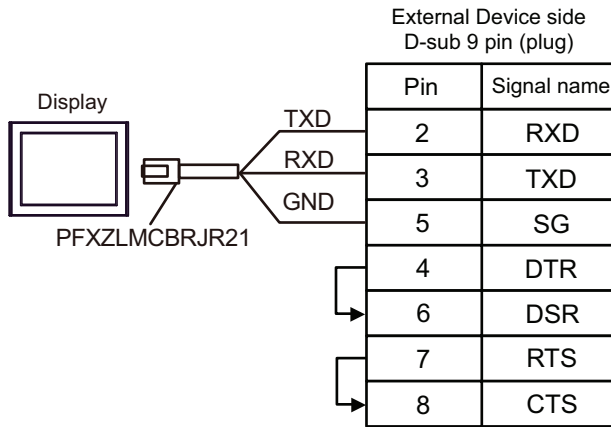 External Device side
D-sub 9 pin (plug)
Pin Signal name
Display
TXD
2 RXD
RXD
3 TXD
GND
5 SG
PFXZLMCBRJR21
4 DTR
6 DSR
7 RTS
8 CTS